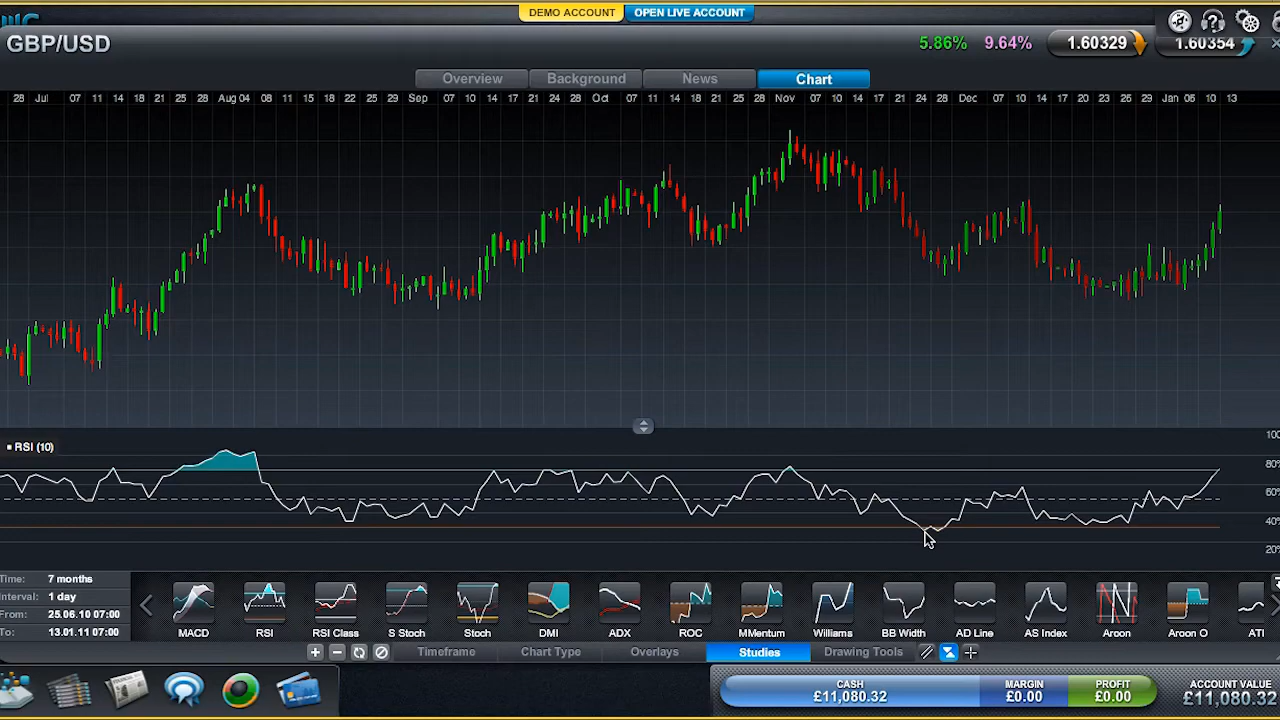 DEMO ACCOUNT OPEN LIVE ACCOUNT
GBP/USD 5.86% 9.64% 1.60329 1.60354
Overview Background News Chart
28 Jul 07 11 14 18 21 25 28 Aug 04 08 11 15 18 22 25 29 Sep 07 10 14 17 21 24 28 Oct 07 11 14 18 21 25 28 Nov 07 10 14 17 21 24 28 Dec 07 10 14 17 20 23 26 29 Jan 06 10 13
RSI (10)
100
80%
60%
40%
20%
Time: 7 months
Interval: 1 day
From: 25.06.10 07:00
To: 13.01.11 07:00
MACD RSI RSI Class S Stoch Stoch DMI ADX ROC MMentum Williams BB Width AD Line AS Index Aroon Aroon O ATI
Timeframe Chart Type Overlays Studies Drawing Tools
CASH MARGIN PROFIT ACCOUNT VALUE
£11,080.32 £0.00 £0.00 £11,080.32